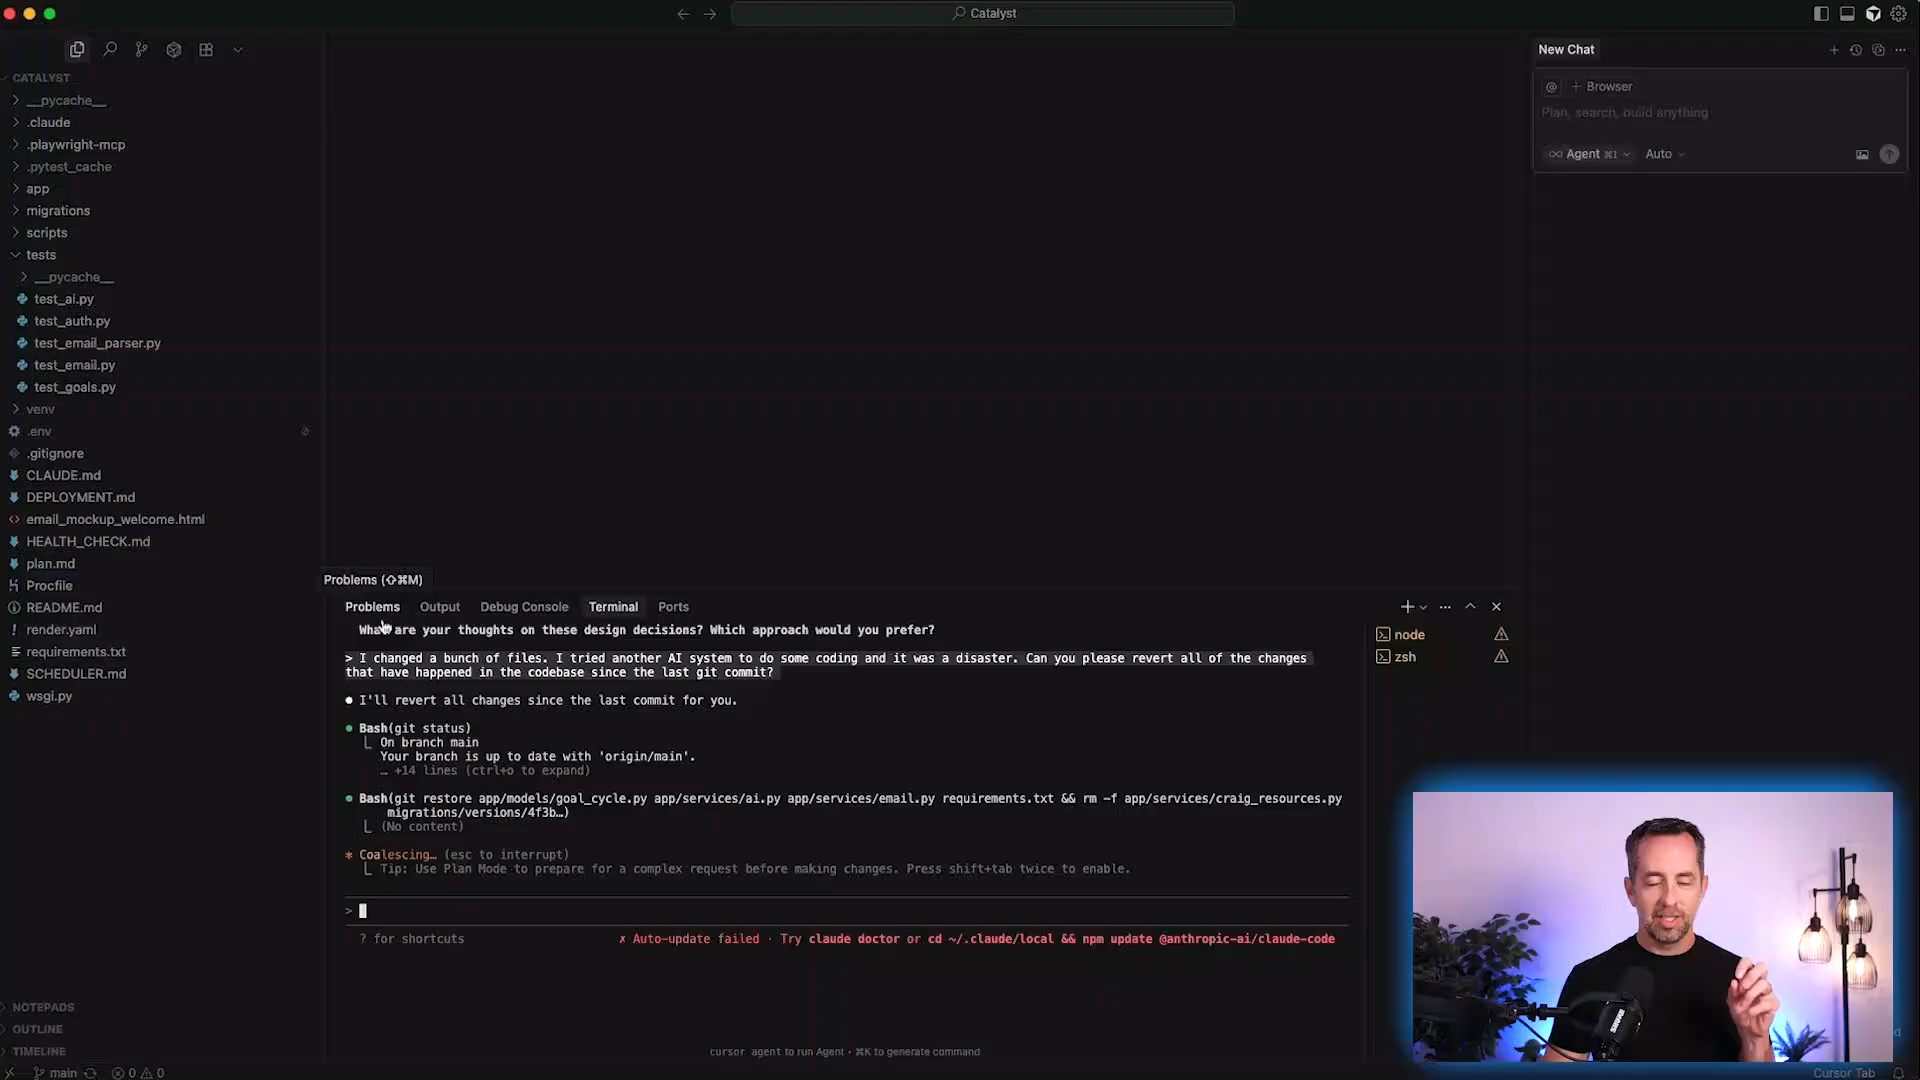 Catalyst
CATALYST
__pycache__
.claude
.playwright-mcp
.pytest_cache
app
migrations
scripts
tests
__pycache__
test_ai.py
test_auth.py
test_email_parser.py
test_email.py
test_goals.py
venv
.env
.gitignore
CLAUDE.md
DEPLOYMENT.md
email_mockup_welcome.html
HEALTH_CHECK.md
plan.md
Procfile
README.md
render.yaml
requirements.txt
SCHEDULER.md
wsgi.py
NOTEPADS
OUTLINE
TIMELINE
main 0 0
Problems (⇧⌘M)
Problems Output Debug Console Terminal Ports
What are your thoughts on these design decisions? Which approach would you prefer?
> I changed a bunch of files. I tried another AI system to do some coding and it was a disaster. Can you please revert all of the changes
that have happened in the codebase since the last git commit?
● I'll revert all changes since the last commit for you.
● Bash(git status)
⎣ On branch main
Your branch is up to date with 'origin/main'.
… +14 lines (ctrl+o to expand)
● Bash(git restore app/models/goal_cycle.py app/services/ai.py app/services/email.py requirements.txt && rm -f app/services/craig_resources.py
migrations/versions/4f3b…)
⎣ (No content)
* Coalescing… (esc to interrupt)
⎣ Tip: Use Plan Mode to prepare for a complex request before making changes. Press shift+tab twice to enable.
>
? for shortcuts ✗ Auto-update failed · Try claude doctor or cd ~/.claude/local && npm update @anthropic-ai/claude-code
cursor agent to run Agent · ⌘K to generate command
node
zsh
New Chat
@ + Browser
Plan, search, build anything
∞ Agent ⌘I Auto
Cursor Tab